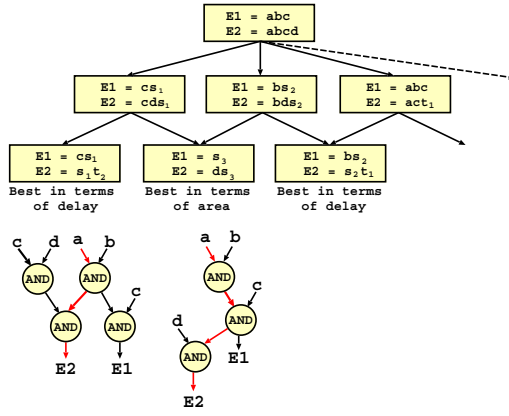 E1 = abc
E2 = abcd
E1 = cs₁
E2 = cds₁
E1 = bs₂
E2 = bds₂
E1 = abc
E2 = act₁
E1 = cs₁
E2 = s₁t₂
E1 = s₃
E2 = ds₃
E1 = bs₂
E2 = s₂t₁
Best in terms
of delay
Best in terms
of area
Best in terms
of delay
c d a b
AND AND
c
AND AND
E2 E1
a b
AND
c
d AND
AND E1
E2